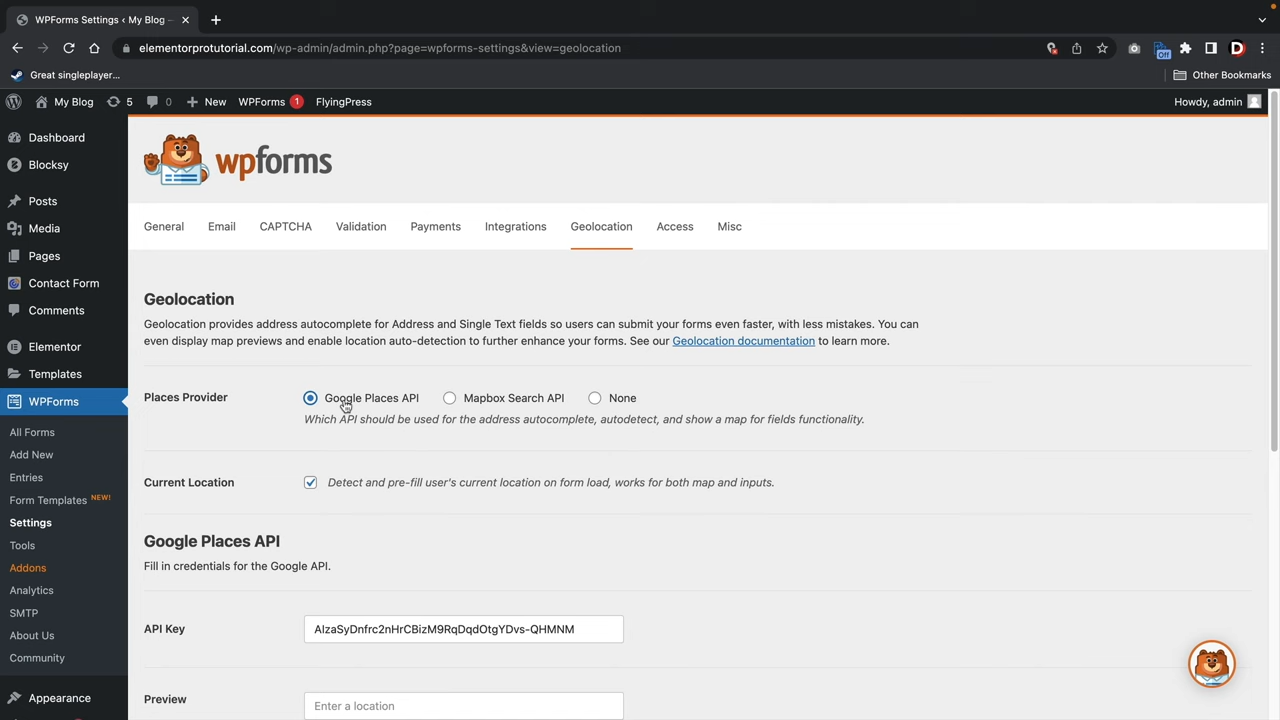 WPForms Settings < My Blog –
elementorprotutorial.com/wp-admin/admin.php?page=wpforms-settings&view=geolocation
Off
D
Great singleplayer...
Other Bookmarks
My Blog
5
0
New
WPForms 1
FlyingPress
Howdy, admin
Dashboard
Blocksy
Posts
Media
Pages
Contact Form
Comments
Elementor
Templates
WPForms
All Forms
Add New
Entries
Form Templates NEW!
Settings
Tools
Addons
Analytics
SMTP
About Us
Community
Appearance
wpforms
General
Email
CAPTCHA
Validation
Payments
Integrations
Geolocation
Access
Misc
Geolocation
Geolocation provides address autocomplete for Address and Single Text fields so users can submit your forms even faster, with less mistakes. You can
even display map previews and enable location auto-detection to further enhance your forms. See our Geolocation documentation to learn more.
Places Provider
Google Places API
Mapbox Search API
None
Which API should be used for the address autocomplete, autodetect, and show a map for fields functionality.
Current Location
Detect and pre-fill user's current location on form load, works for both map and inputs.
Google Places API
Fill in credentials for the Google API.
API Key
AIzaSyDnfrc2nHrCBizM9RqDqdOtgYDvs-QHMNM
Preview
Enter a location